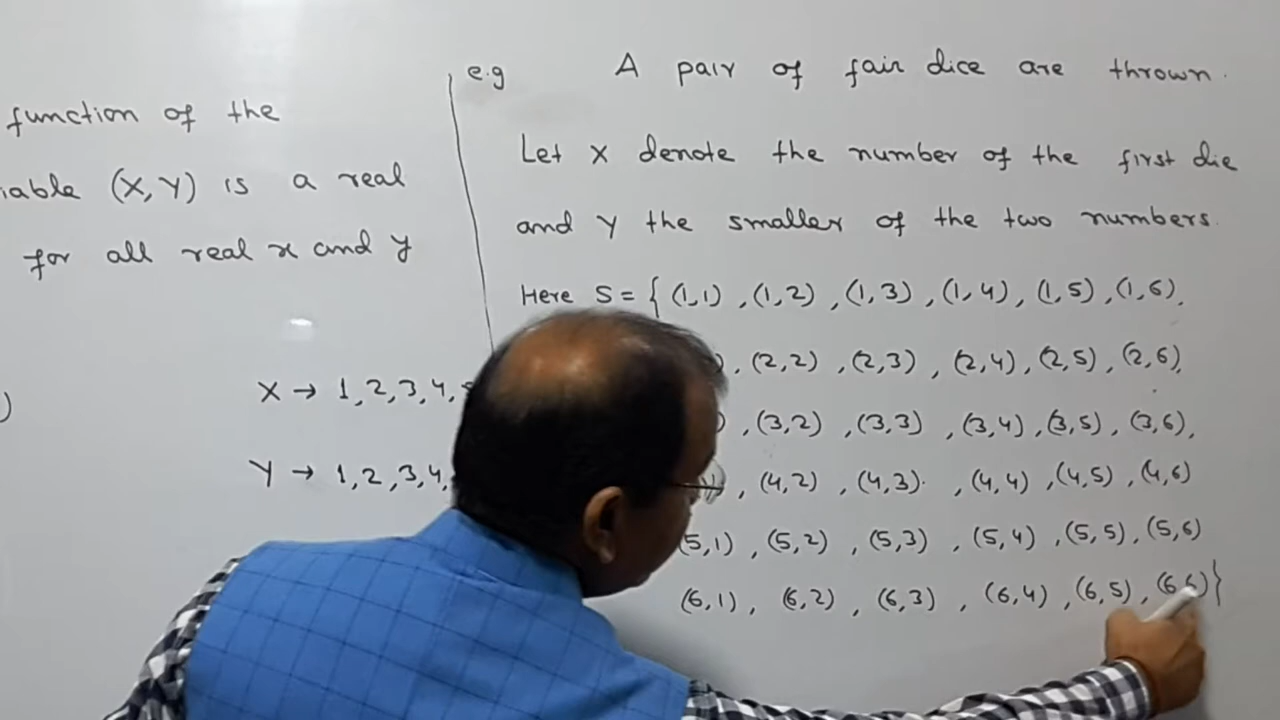 function of the
iable (X,Y) is a real
for all real x and y
)
X → 1,2,3,4,
Y → 1,2,3,4,
e.g A pair of fair dice are thrown.
Let X denote the number of the first die
and Y the smaller of the two numbers.
Here S = { (1,1) , (1,2) , (1,3) , (1,4) , (1,5) , (1,6) ,
) , (2,2) , (2,3) , (2,4) , (2,5) , (2,6) ,
) , (3,2) , (3,3) , (3,4) , (3,5) , (3,6) ,
, (4,2) , (4,3) , (4,4) , (4,5) , (4,6)
(5,1) , (5,2) , (5,3) , (5,4) , (5,5) , (5,6)
(6,1) , (6,2) , (6,3) , (6,4) , (6,5) , (6,6) }